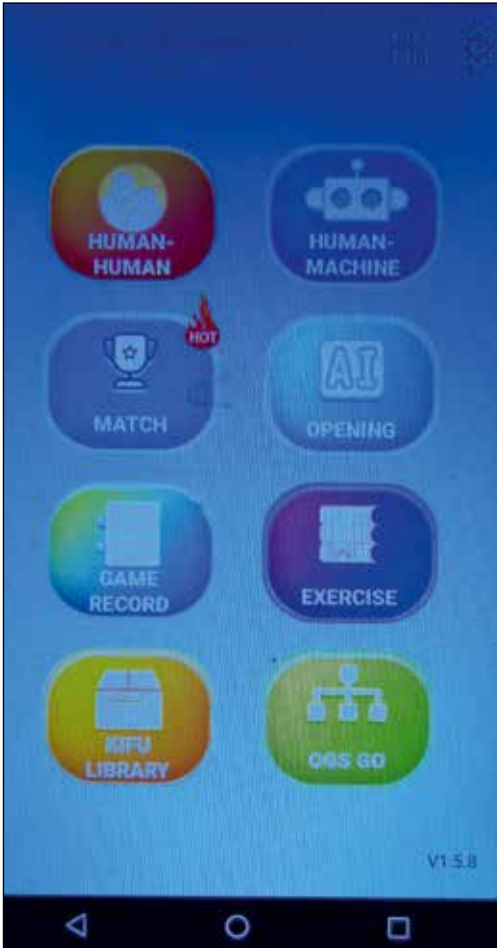 HUMAN-
HUMAN
HUMAN-
MACHINE
HOT
MATCH
AI
OPENING
GAME
RECORD
EXERCISE
KIFU
LIBRARY
OGS GO
V1.5.8